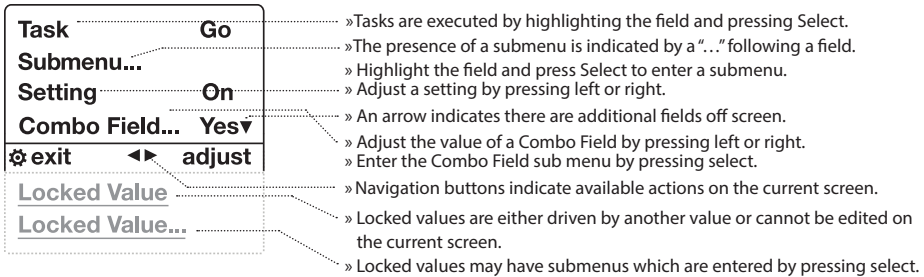 Task Go
Submenu...
Setting On
Combo Field... Yes▼
⚙ exit ◄► adjust
Locked Value
Locked Value...
»Tasks are executed by highlighting the field and pressing Select.
»The presence of a submenu is indicated by a “…” following a field.
» Highlight the field and press Select to enter a submenu.
» Adjust a setting by pressing left or right.
» An arrow indicates there are additional fields off screen.
» Adjust the value of a Combo Field by pressing left or right.
» Enter the Combo Field sub menu by pressing select.
» Navigation buttons indicate available actions on the current screen.
» Locked values are either driven by another value or cannot be edited on
the current screen.
» Locked values may have submenus which are entered by pressing select.